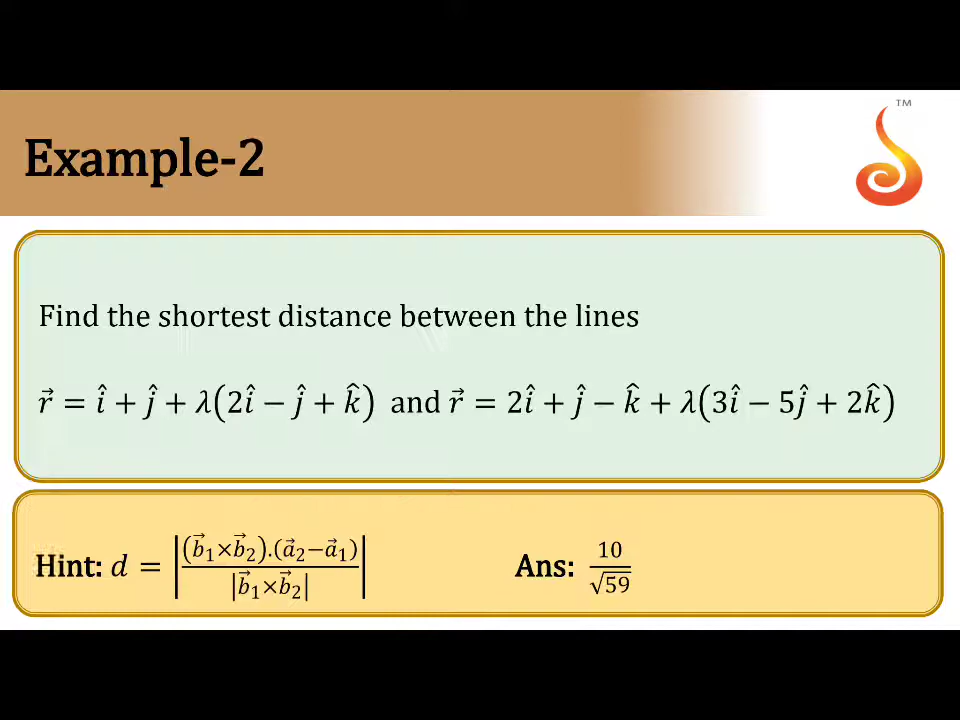 TM
Example-2
Find the shortest distance between the lines
r⃗ = î + ĵ + λ(2î − ĵ + k̂) and r⃗ = 2î + ĵ − k̂ + λ(3î − 5ĵ + 2k̂)
Hint: d = |(b⃗₁×b⃗₂).(a⃗₂−a⃗₁) / |b⃗₁×b⃗₂|| Ans: 10/√59